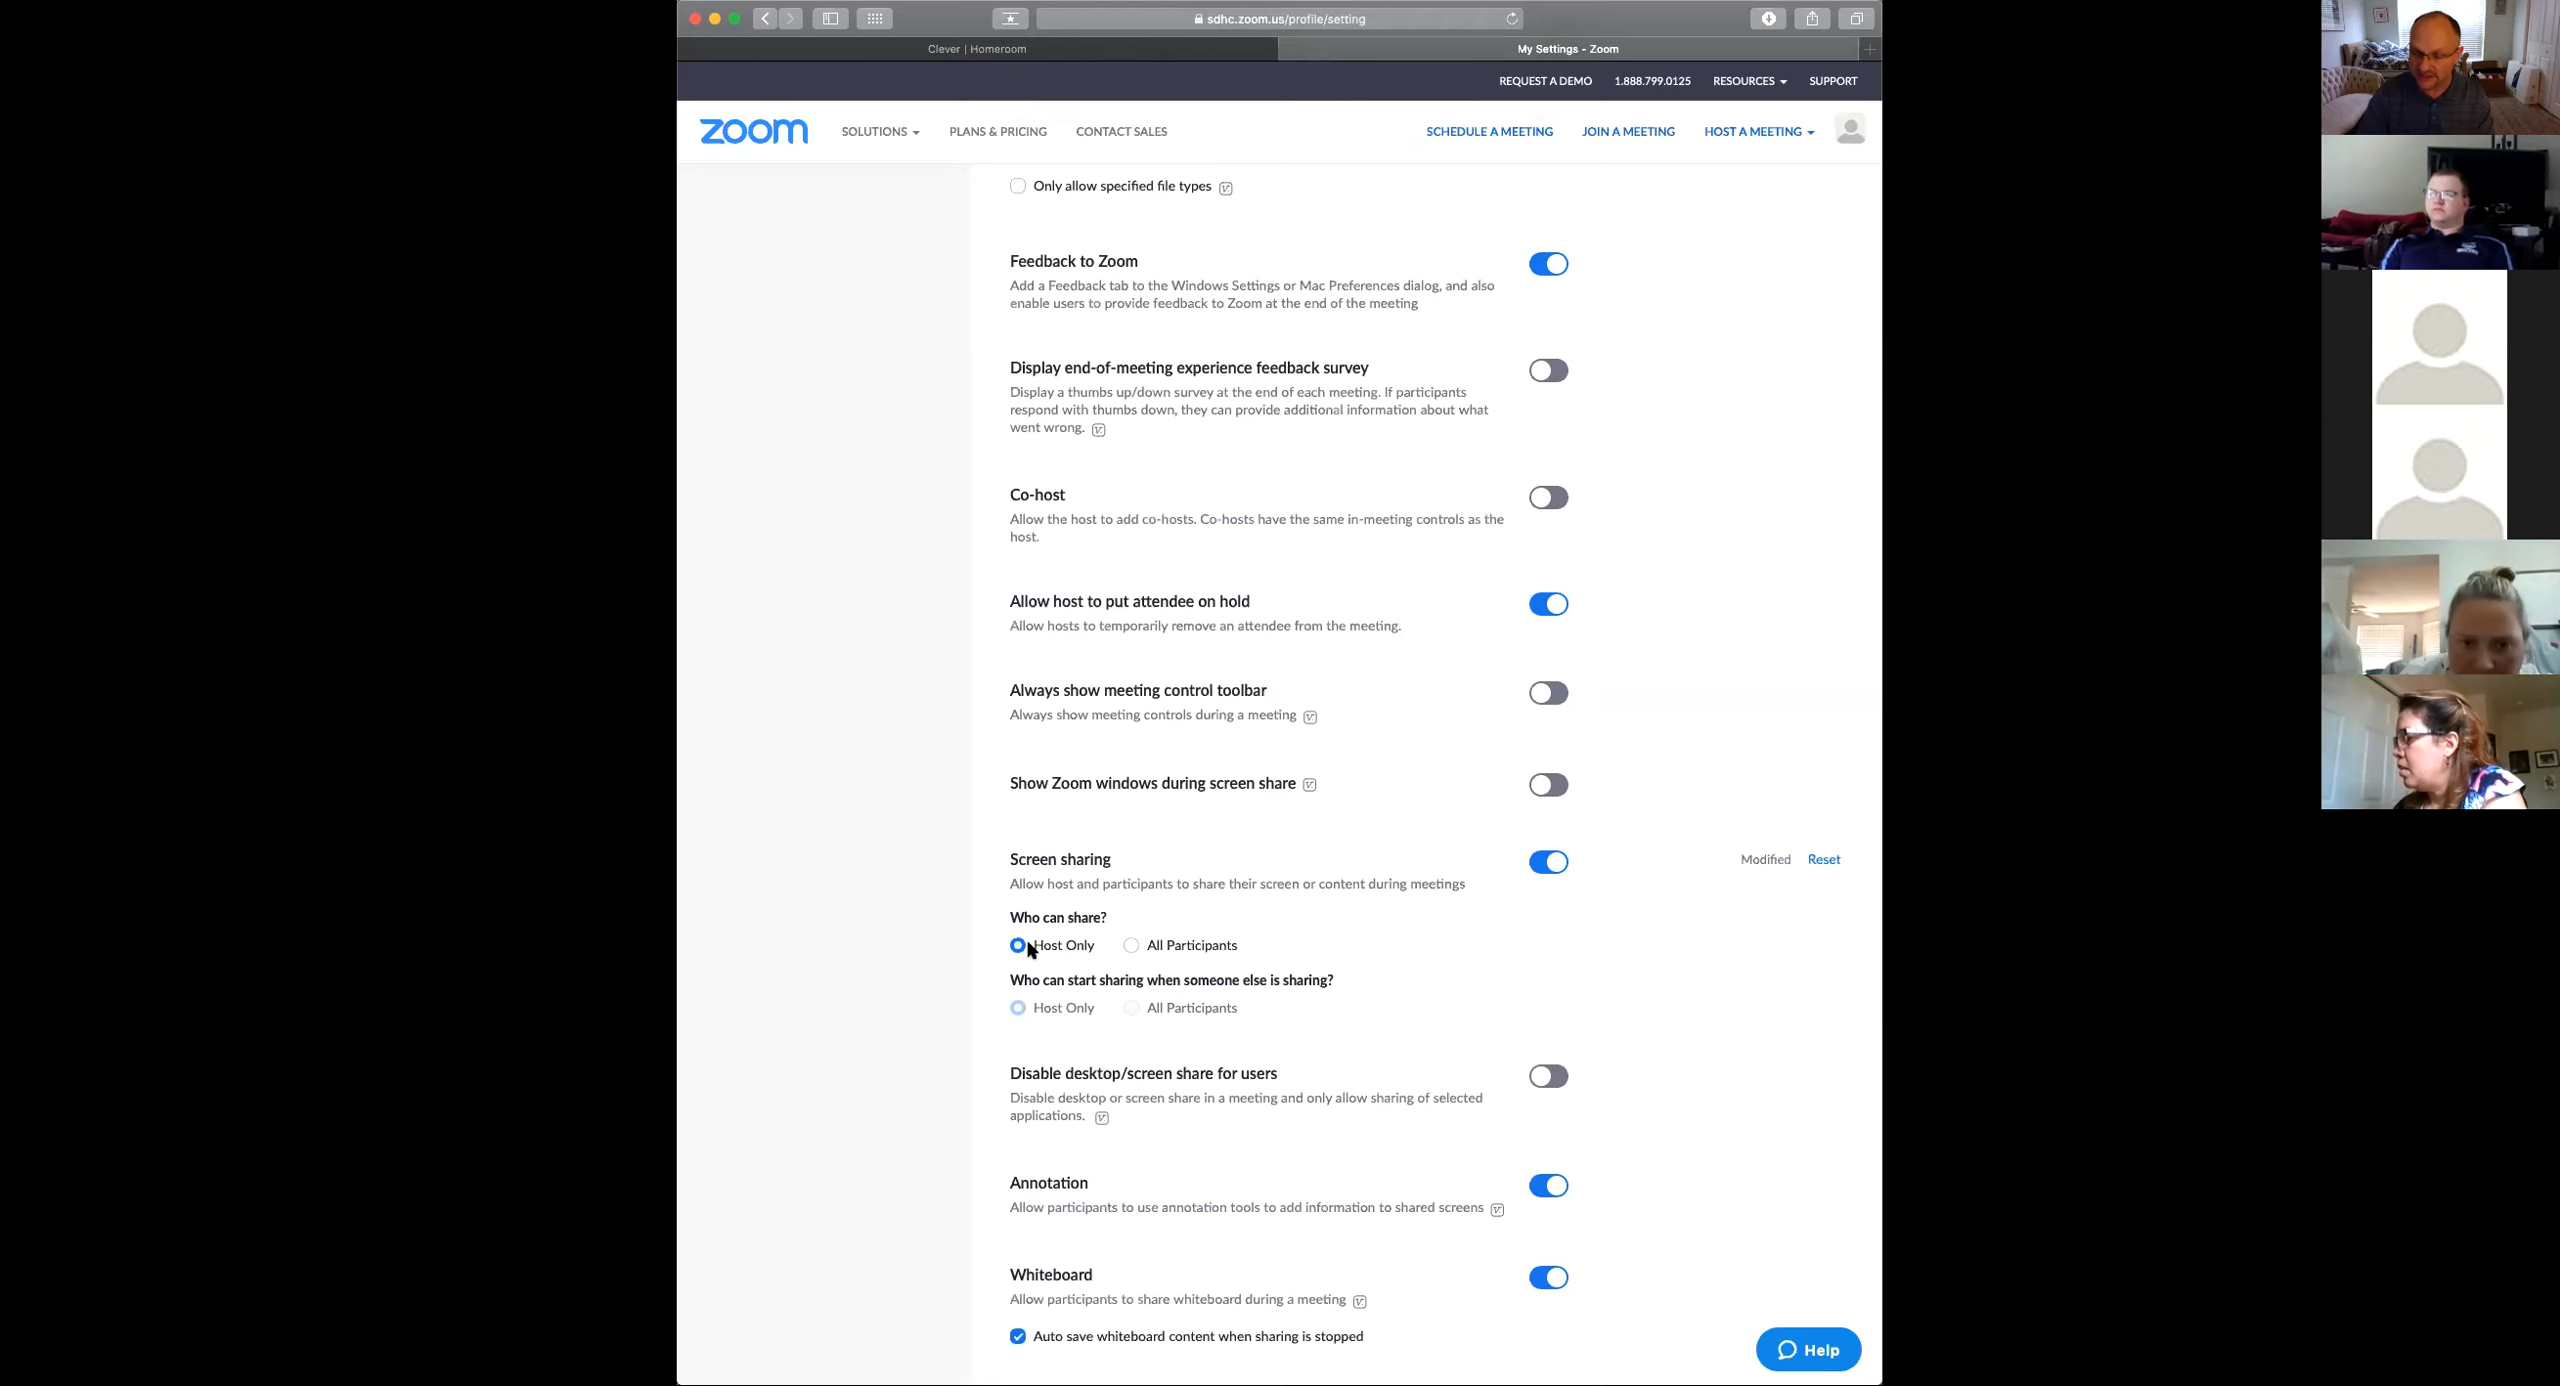 sdhc.zoom.us/profile/setting
Clever | Homeroom
My Settings - Zoom
REQUEST A DEMO 1.888.799.0125 RESOURCES SUPPORT
zoom SOLUTIONS PLANS & PRICING CONTACT SALES SCHEDULE A MEETING JOIN A MEETING HOST A MEETING
Only allow specified file types
Feedback to Zoom
Add a Feedback tab to the Windows Settings or Mac Preferences dialog, and also
enable users to provide feedback to Zoom at the end of the meeting
Display end-of-meeting experience feedback survey
Display a thumbs up/down survey at the end of each meeting. If participants
respond with thumbs down, they can provide additional information about what
went wrong.
Co-host
Allow the host to add co-hosts. Co-hosts have the same in-meeting controls as the
host.
Allow host to put attendee on hold
Allow hosts to temporarily remove an attendee from the meeting.
Always show meeting control toolbar
Always show meeting controls during a meeting
Show Zoom windows during screen share
Screen sharing
Modified Reset
Allow host and participants to share their screen or content during meetings
Who can share?
Host Only All Participants
Who can start sharing when someone else is sharing?
Host Only All Participants
Disable desktop/screen share for users
Disable desktop or screen share in a meeting and only allow sharing of selected
applications.
Annotation
Allow participants to use annotation tools to add information to shared screens
Whiteboard
Allow participants to share whiteboard during a meeting
Auto save whiteboard content when sharing is stopped
Help